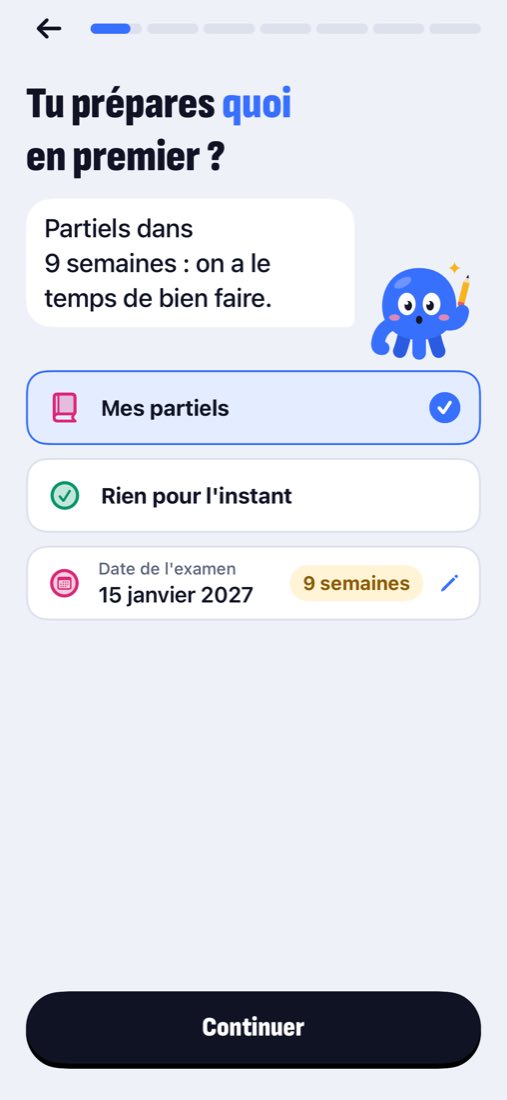 Tu prépares quoi
en premier ?
Partiels dans
9 semaines : on a le
temps de bien faire.
Mes partiels
Rien pour l'instant
Date de l'examen
15 janvier 2027
9 semaines
Continuer